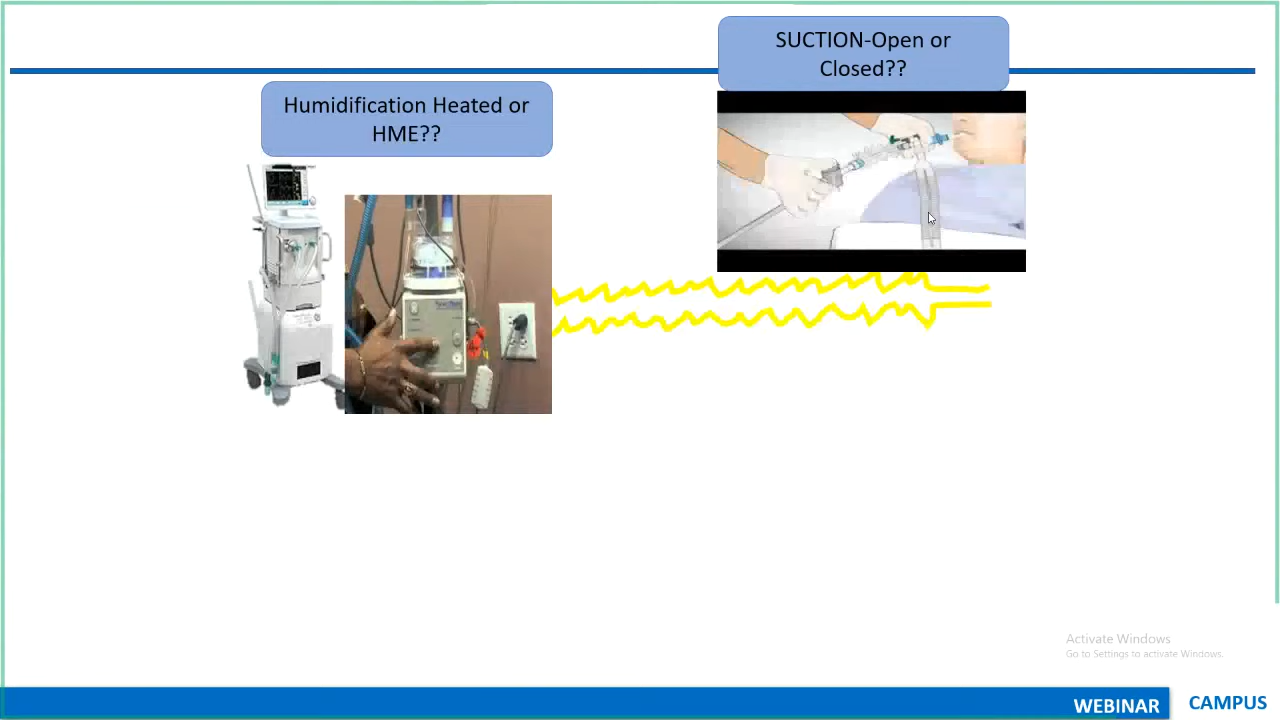 SUCTION-Open or
Closed??
Humidification Heated or
HME??
Activate Windows
Go to Settings to activate Windows.
WEBINAR
CAMPUS